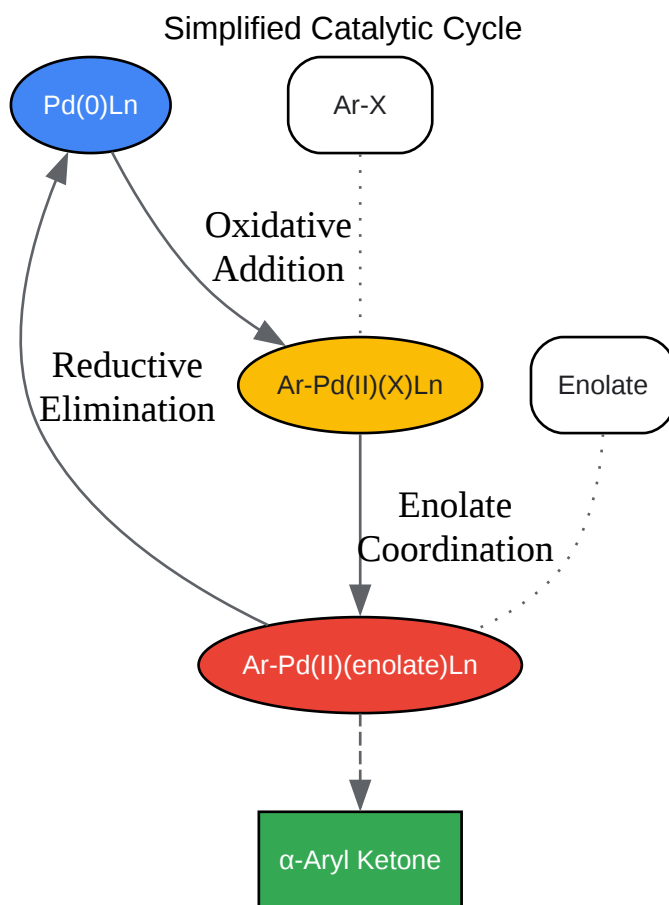 Simplified Catalytic Cycle
Pd(0)Ln
Ar-X
Oxidative
Addition
Reductive
Elimination
Ar-Pd(II)(X)Ln
Enolate
Enolate
Coordination
Ar-Pd(II)(enolate)Ln
α-Aryl Ketone